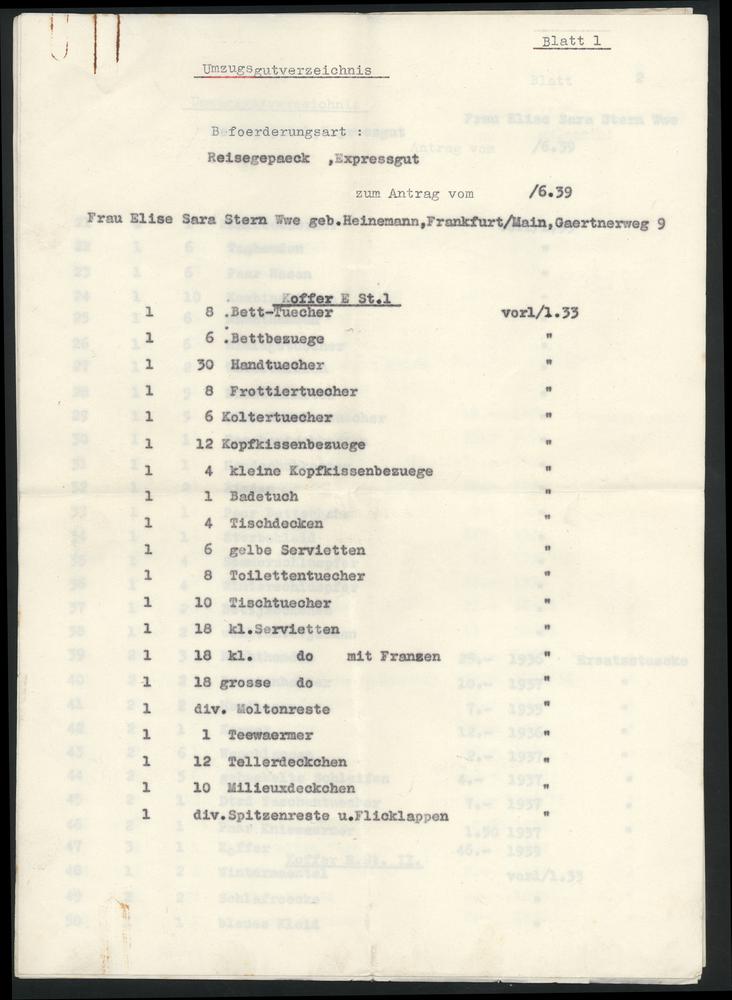 Blatt 1
Umzugsgutverzeichnis
Befoerderungsart :
Reisegepaeck ,Expressgut
zum Antrag vom /6.39
Frau Elise Sara Stern Wwe geb.Heinemann,Frankfurt/Main,Gaertnerweg 9
Koffer E St.1
1 8 .Bett-Tuecher vorl/1.33
1 6 .Bettbezuege "
1 30 Handtuecher "
1 8 Frottiertuecher "
1 6 Koltertuecher "
1 12 Kopfkissenbezuege "
1 4 kleine Kopfkissenbezuege "
1 1 Badetuch "
1 4 Tischdecken "
1 6 gelbe Servietten "
1 8 Toilettentuecher "
1 10 Tischtuecher "
1 18 kl.Servietten "
1 18 kl. do mit Franzen "
1 18 grosse do "
1 div. Moltonreste "
1 1 Teewaermer "
1 12 Tellerdeckchen "
1 10 Milieuxdeckchen "
1 div.Spitzenreste u.Flicklappen "